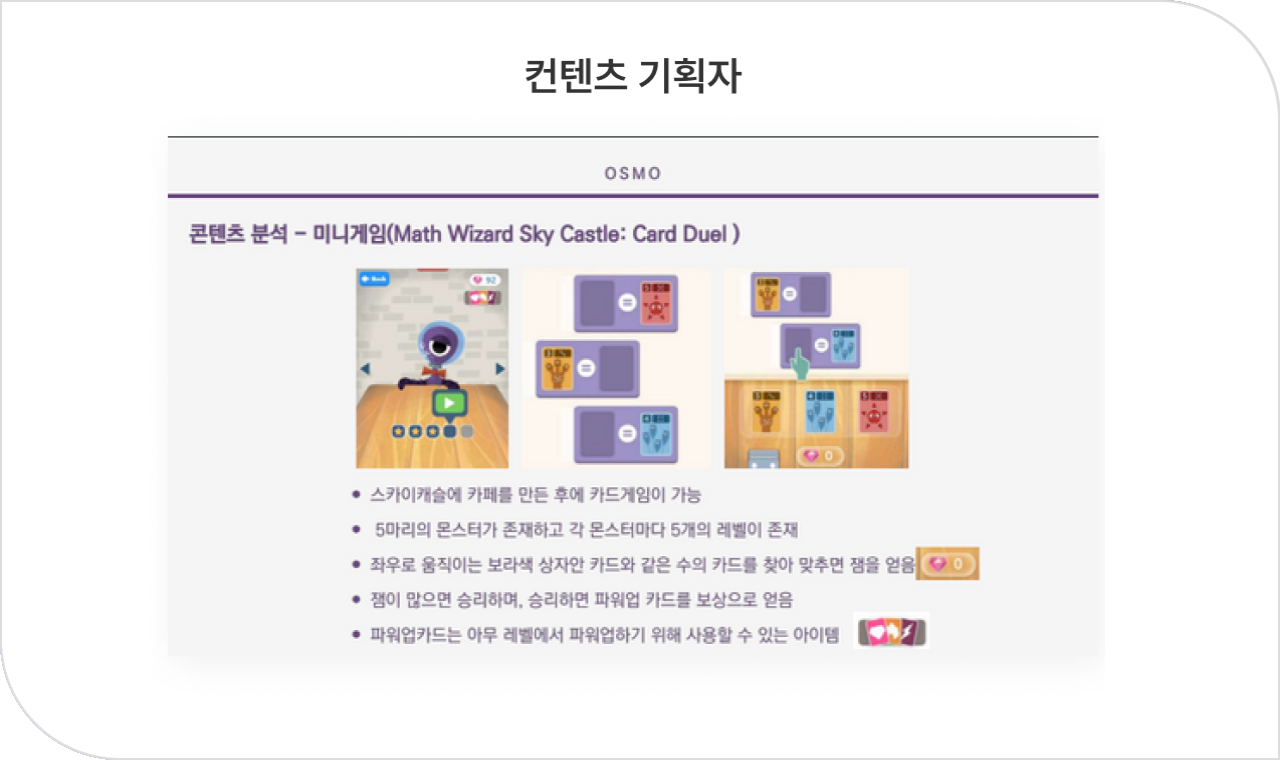 컨텐츠 기획자
OSMO
콘텐츠 분석 - 미니게임(Math Wizard Sky Castle: Card Duel )
Back
92
5
=
3
=
=
4
3
=
=
4
3
4
5
0
• 스카이캐슬에 카페를 만든 후에 카드게임이 가능
• 5마리의 몬스터가 존재하고 각 몬스터마다 5개의 레벨이 존재
• 좌우로 움직이는 보라색 상자안 카드와 같은 수의 카드를 찾아 맞추면 잼을 얻음 0
• 잼이 많으면 승리하며, 승리하면 파워업 카드를 보상으로 얻음
• 파워업카드는 아무 레벨에서 파워업하기 위해 사용할 수 있는 아이템